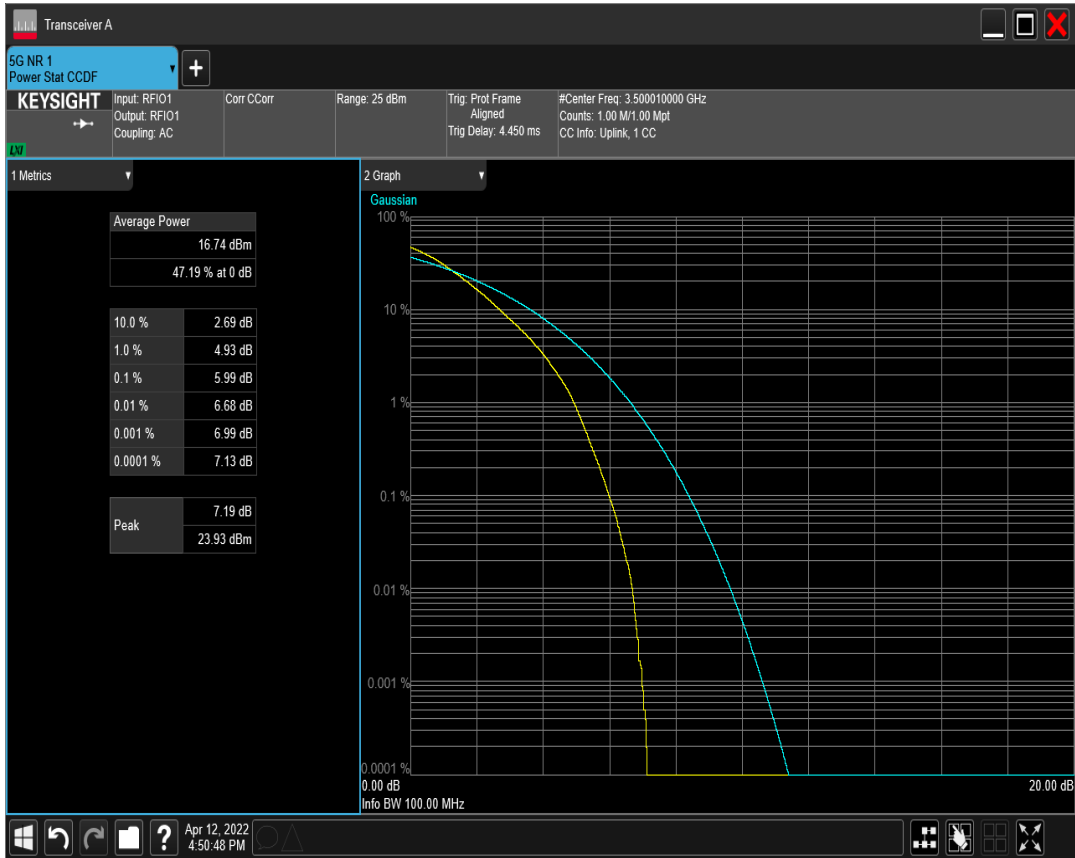 Transceiver A
5G NR 1
Power Stat CCDF
+
KEYSIGHT
LXI
Input: RFIO1
Output: RFIO1
Coupling: AC
Corr CCorr
Range: 25 dBm
Trig: Prot Frame
Aligned
Trig Delay: 4.450 ms
#Center Freq: 3.500010000 GHz
Counts: 1.00 M/1.00 Mpt
CC Info: Uplink, 1 CC
1 Metrics
Average Power
16.74 dBm
47.19 % at 0 dB
10.0 % 2.69 dB
1.0 % 4.93 dB
0.1 % 5.99 dB
0.01 % 6.68 dB
0.001 % 6.99 dB
0.0001 % 7.13 dB
Peak
7.19 dB
23.93 dBm
2 Graph
Gaussian
100 %
10 %
1 %
0.1 %
0.01 %
0.001 %
0.0001 %
0.00 dB 20.00 dB
Info BW 100.00 MHz
?
Apr 12, 2022
4:50:48 PM